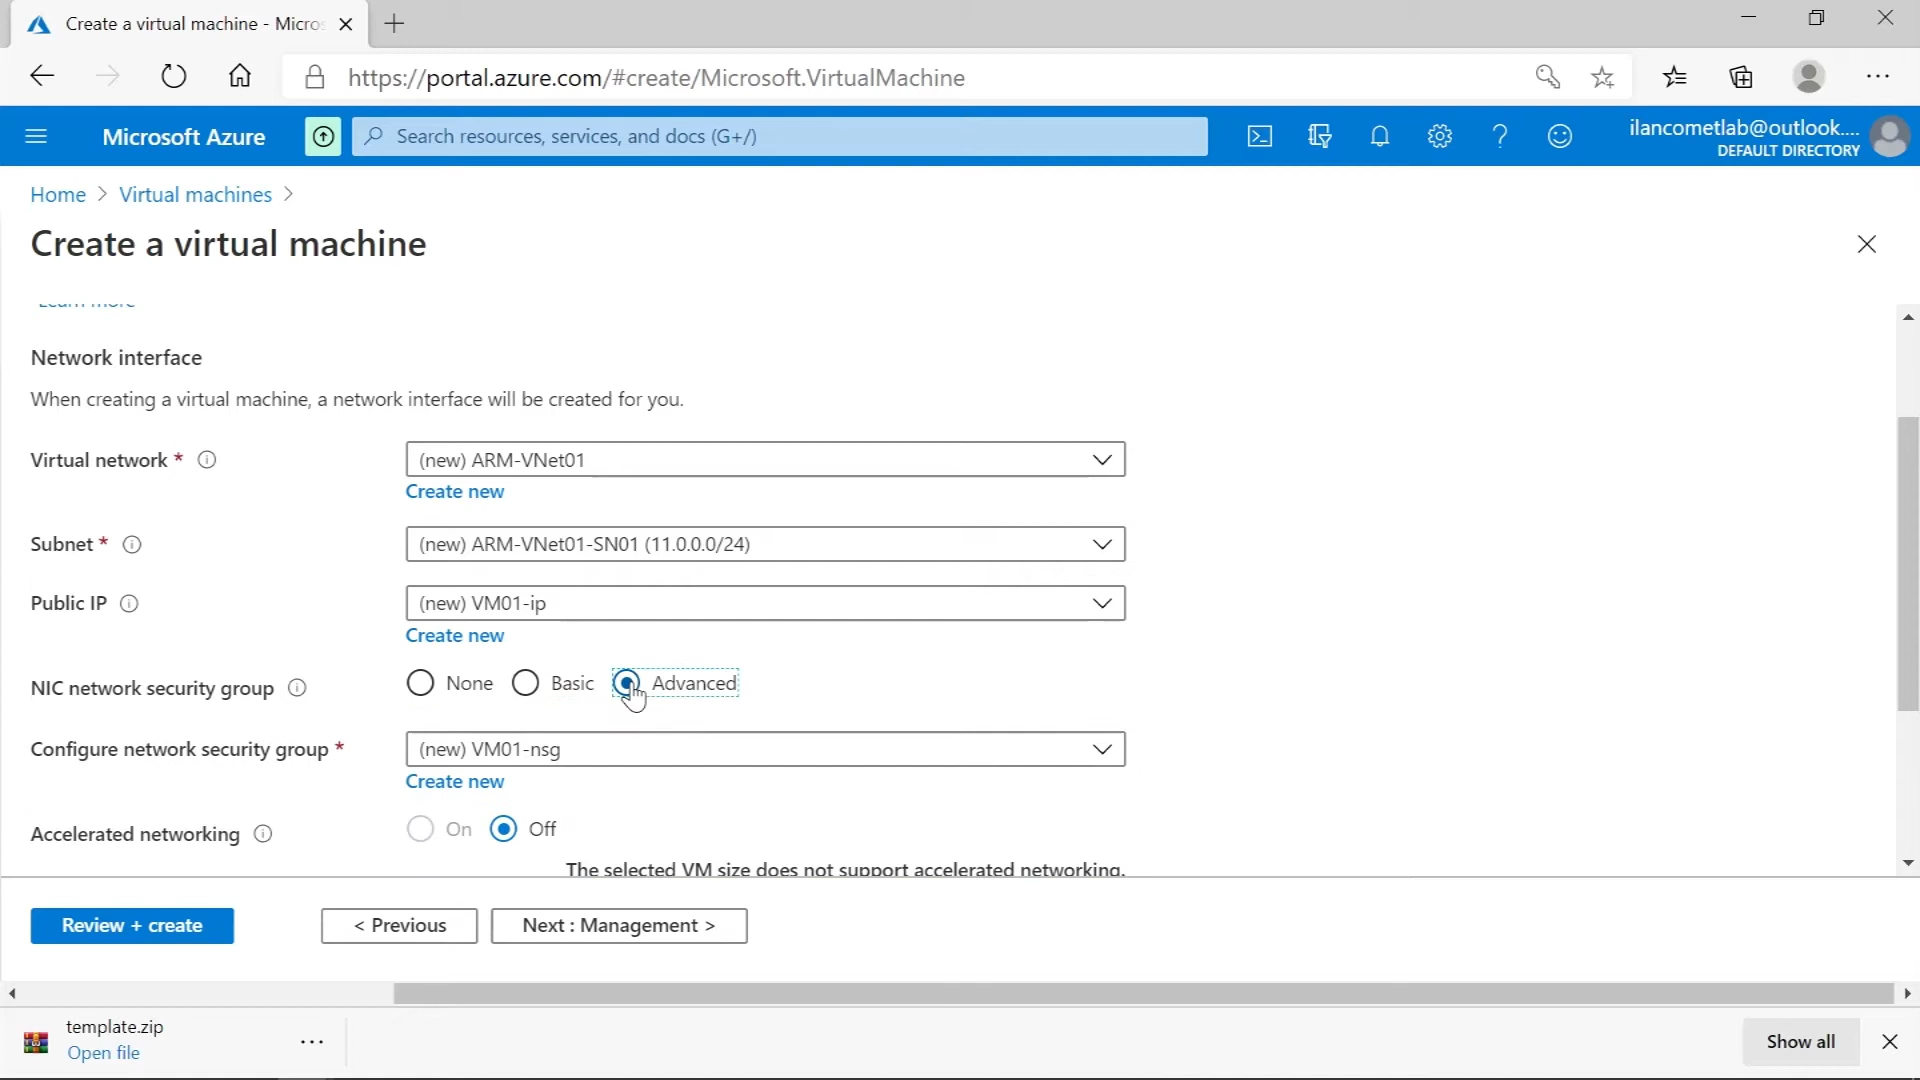 Create a virtual machine - Micros
https://portal.azure.com/#create/Microsoft.VirtualMachine
Microsoft Azure
Search resources, services, and docs (G+/)
ilancometlab@outlook....
DEFAULT DIRECTORY
Home > Virtual machines >
Create a virtual machine
Learn more
Network interface
When creating a virtual machine, a network interface will be created for you.
Virtual network *
(new) ARM-VNet01
Create new
Subnet *
(new) ARM-VNet01-SN01 (11.0.0.0/24)
Public IP
(new) VM01-ip
Create new
NIC network security group
None Basic Advanced
Configure network security group *
(new) VM01-nsg
Create new
Accelerated networking
On Off
The selected VM size does not support accelerated networking.
Review + create
< Previous
Next : Management >
template.zip
Open file
Show all